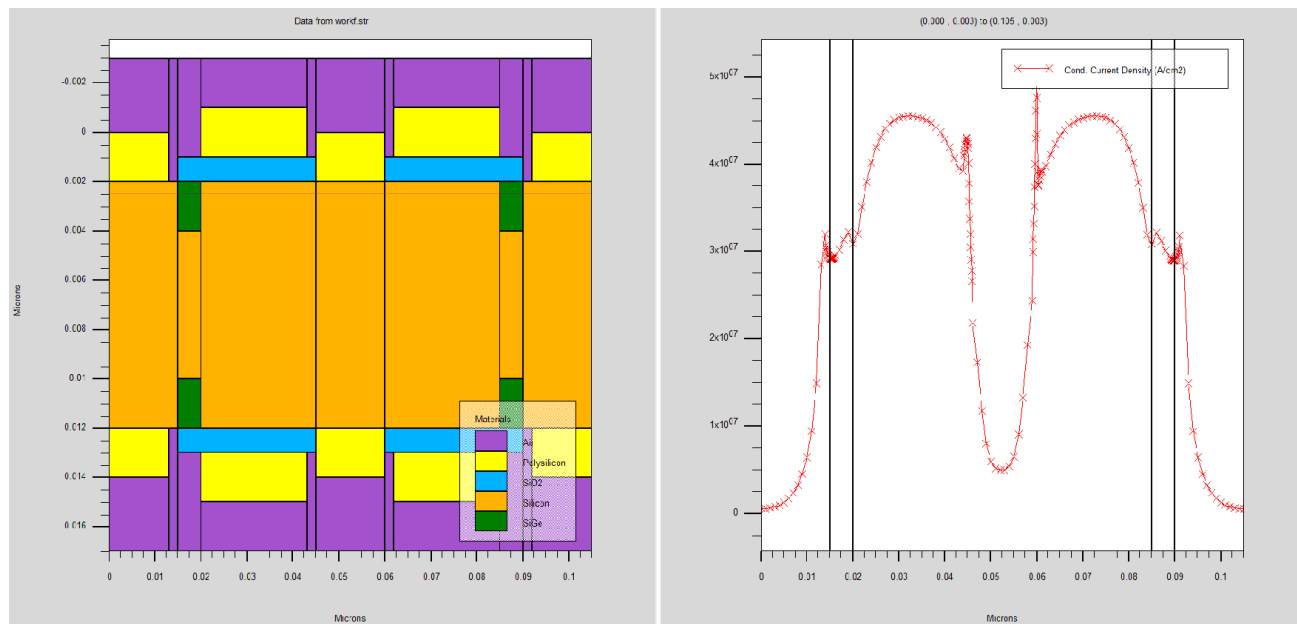 Data from workf.str
-0.002
0
0.002
0.004
0.006
0.008
0.01
0.012
0.014
0.016
Microns
0 0.01 0.02 0.03 0.04 0.05 0.06 0.07 0.08 0.09 0.1
Microns
Materials
Air
Polysilicon
SiO2
Silicon
SiGe
(0.000 , 0.003) to (0.105 , 0.003)
Cond. Current Density (A/cm2)
5x10^07
4x10^07
3x10^07
2x10^07
1x10^07
0
0 0.01 0.02 0.03 0.04 0.05 0.06 0.07 0.08 0.09 0.1
Microns